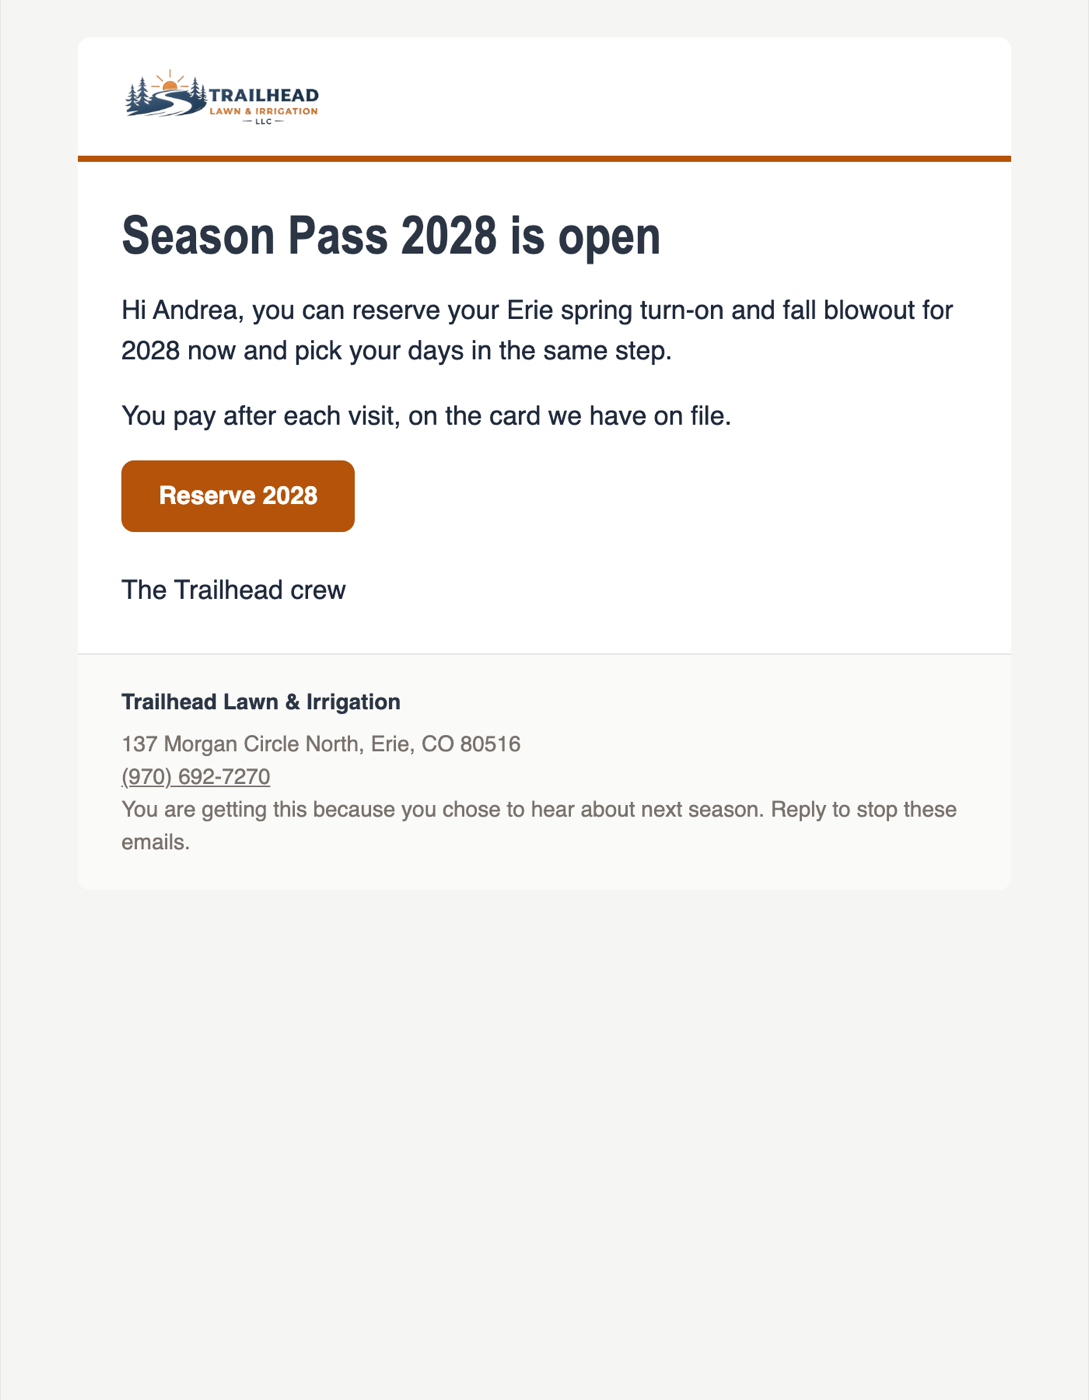 TRAILHEAD
LAWN & IRRIGATION
LLC
Season Pass 2028 is open
Hi Andrea, you can reserve your Erie spring turn-on and fall blowout for
2028 now and pick your days in the same step.
You pay after each visit, on the card we have on file.
Reserve 2028
The Trailhead crew
Trailhead Lawn & Irrigation
137 Morgan Circle North, Erie, CO 80516
(970) 692-7270
You are getting this because you chose to hear about next season. Reply to stop these
emails.